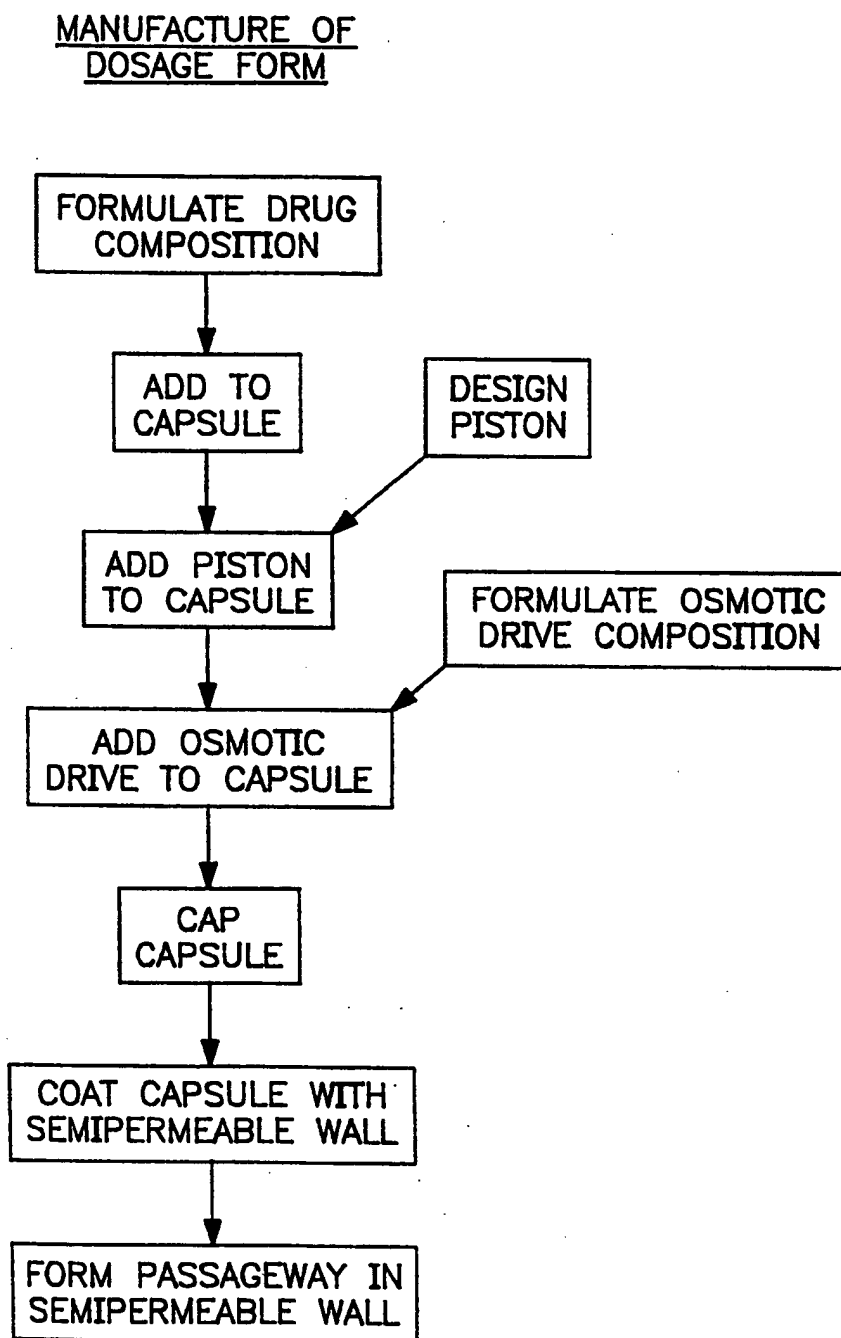 MANUFACTURE OF
DOSAGE FORM
FORMULATE DRUG
COMPOSITION
ADD TO
CAPSULE
DESIGN
PISTON
ADD PISTON
TO CAPSULE
FORMULATE OSMOTIC
DRIVE COMPOSITION
ADD OSMOTIC
DRIVE TO CAPSULE
CAP
CAPSULE
COAT CAPSULE WITH
SEMIPERMEABLE WALL
FORM PASSAGEWAY IN
SEMIPERMEABLE WALL